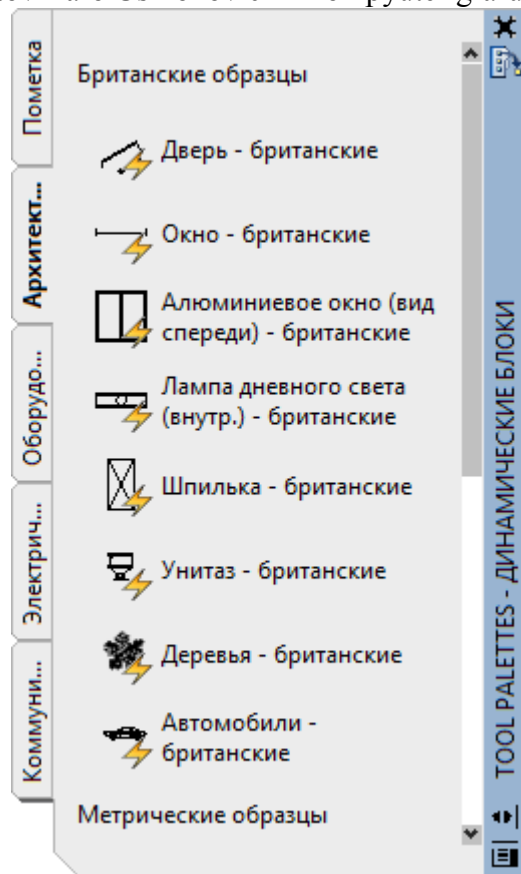 Британские образцы
Дверь - британские
Окно - британские
Алюминиевое окно (вид
спереди) - британские
Лампа дневного света
(внутр.) - британские
Шпилька - британские
Унитаз - британские
Деревья - британские
Автомобили -
британские
Метрические образцы
Пометка
Архитект...
Оборудо...
Электрич...
Коммуни...
TOOL PALETTES - ДИНАМИЧЕСКИЕ БЛОКИ